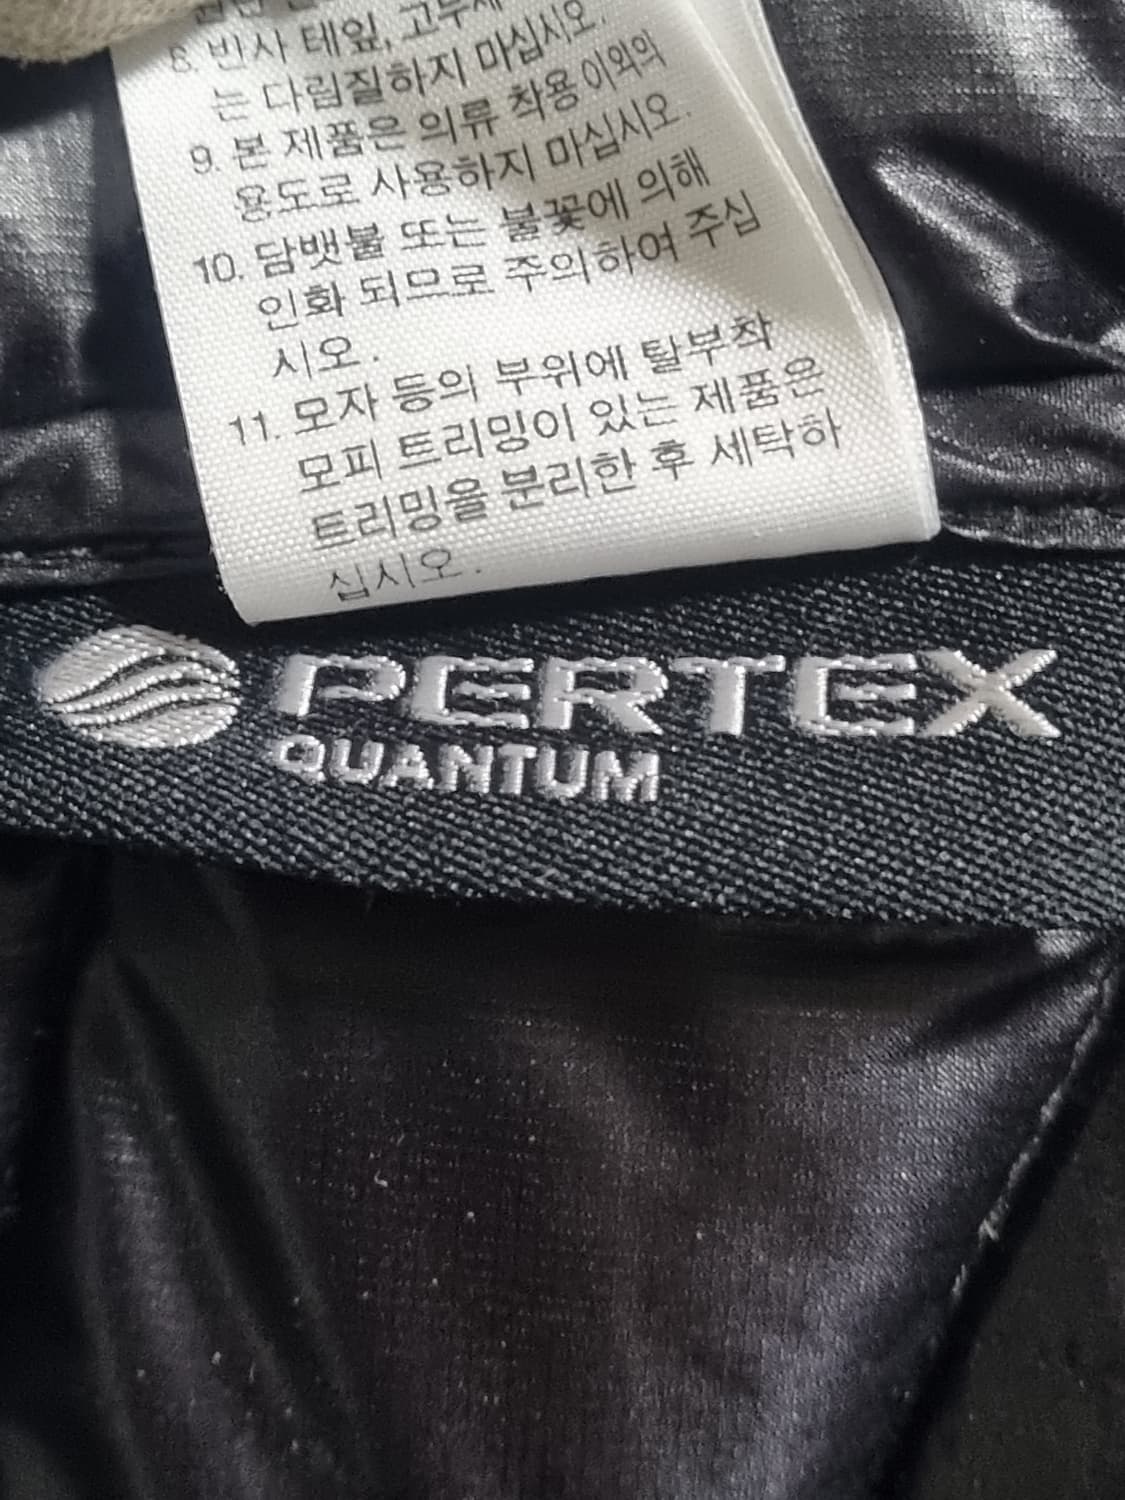 8. 반사 테잎, 고무
는 다림질하지 마십시오.
9. 본 제품은 의류 착용 이외의
용도로 사용하지 마십시오.
10. 담뱃불 또는 불꽃에 의해
인화 되므로 주의하여 주십
시오.
11. 모자 등의 부위에 탈부착
모피 트리밍이 있는 제품은
트리밍을 분리한 후 세탁하
십시오.
PERTEX
QUANTUM